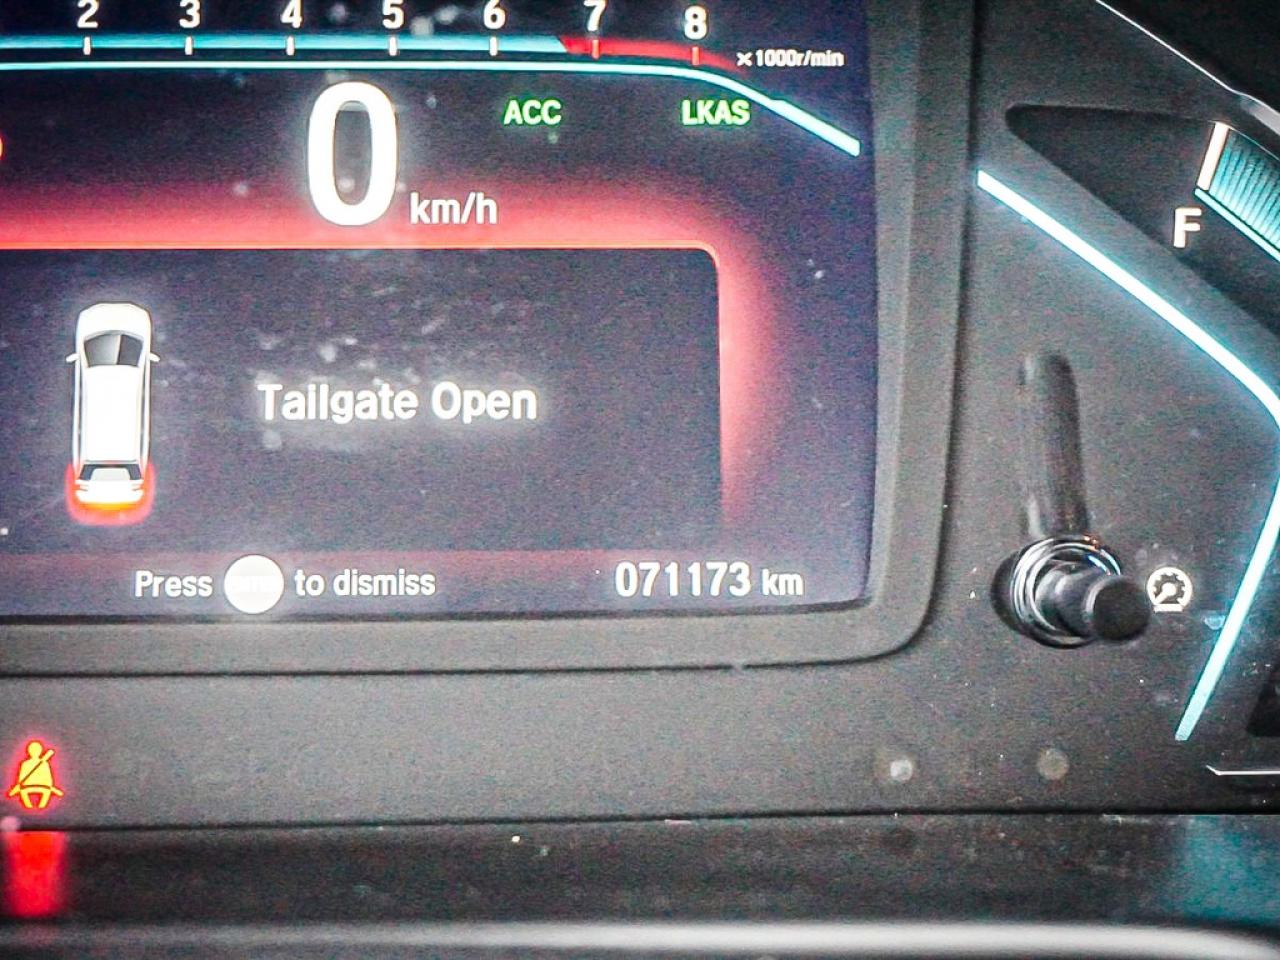 2 3 4 5 6 7 8
×1000r/min
ACC LKAS
0 km/h
F
Tailgate Open
Press to dismiss
071173 km